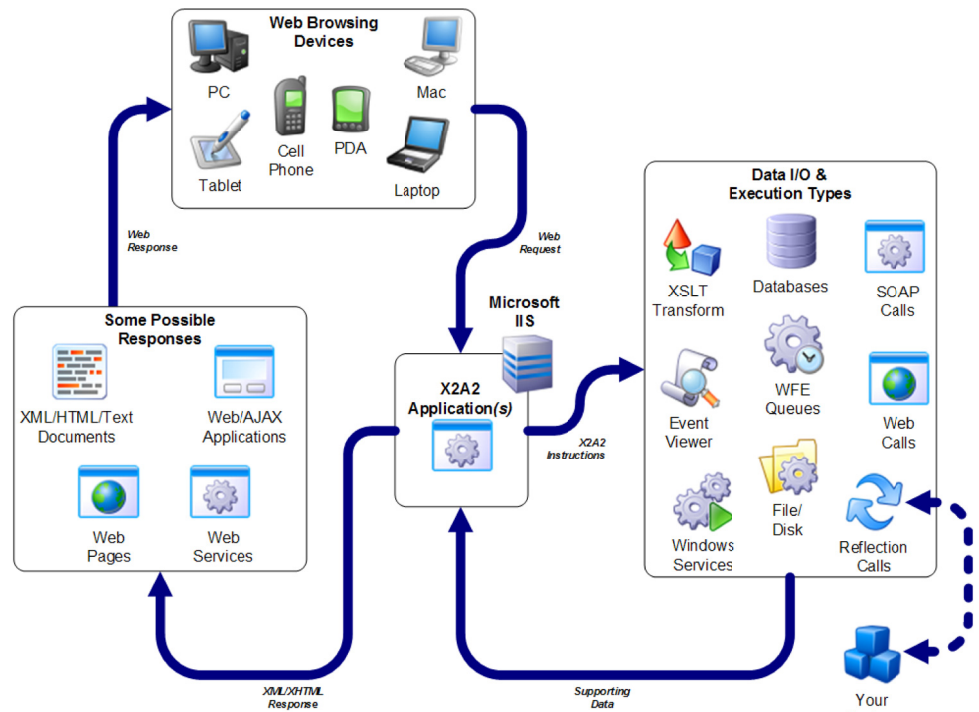 Web Browsing
Devices
PC
Mac
Cell
Phone
PDA
Tablet
Laptop
Web
Response
Web
Request
Data I/O &
Execution Types
XSLT
Transform
Databases
SOAP
Calls
Event
Viewer
WFE
Queues
Web
Calls
Windows
Services
File/
Disk
Reflection
Calls
Some Possible
Responses
XML/HTML/Text
Documents
Web/AJAX
Applications
Web
Pages
Web
Services
Microsoft
IIS
X2A2
Application(s)
X2A2
Instructions
XML/XHTML
Response
Supporting
Data
Your